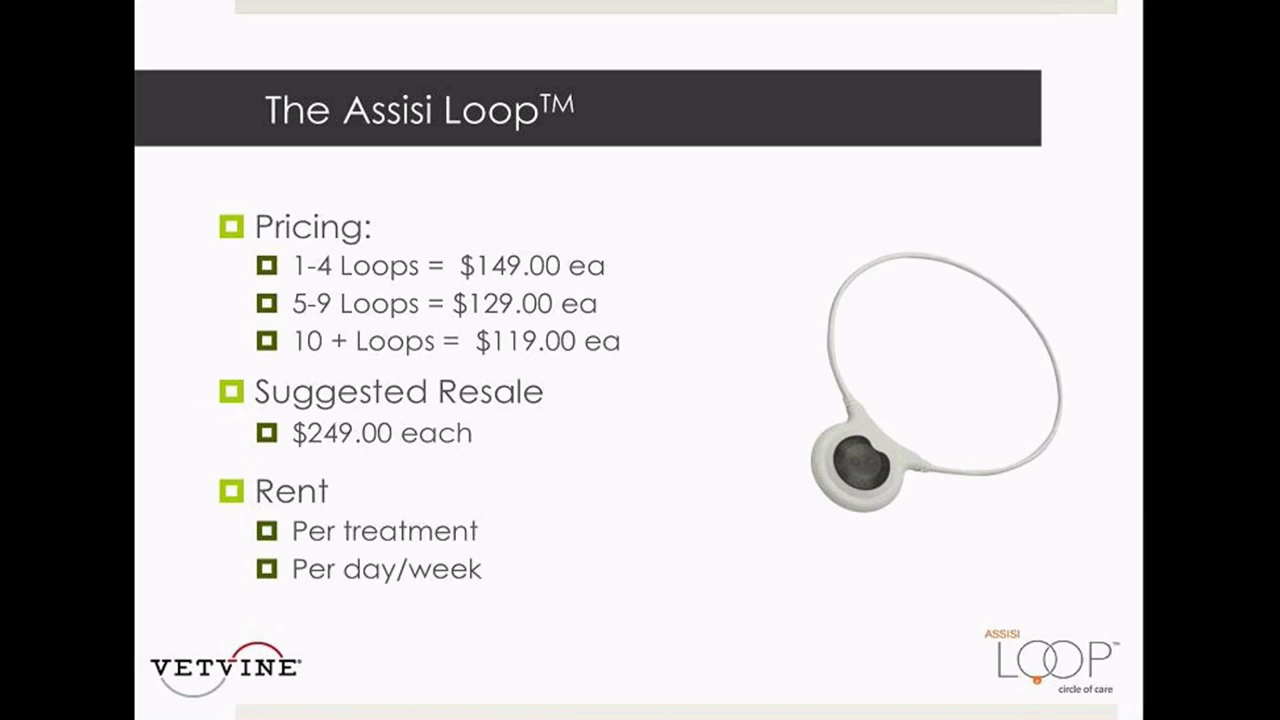 The Assisi Loop™
Pricing:
1-4 Loops = $149.00 ea
5-9 Loops = $129.00 ea
10 + Loops = $119.00 ea
Suggested Resale
$249.00 each
Rent
Per treatment
Per day/week
VETVINE®
ASSISI
LOOP™
circle of care